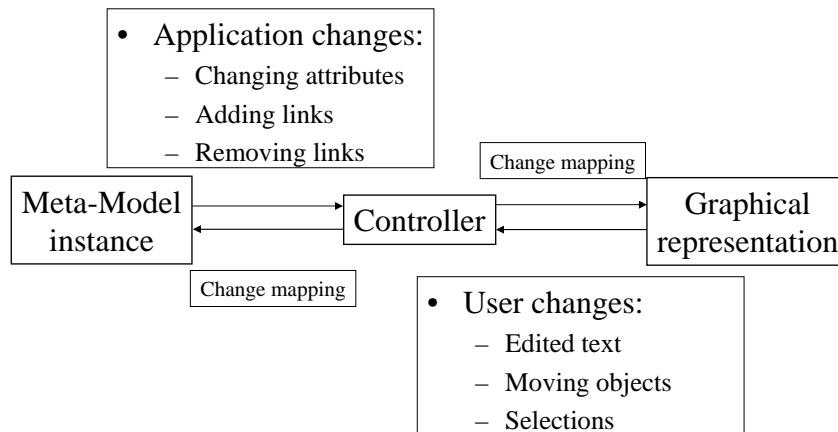 • Application changes:
– Changing attributes
– Adding links
– Removing links
Change mapping
Meta-Model
instance
Controller
Graphical
representation
Change mapping
• User changes:
– Edited text
– Moving objects
– Selections